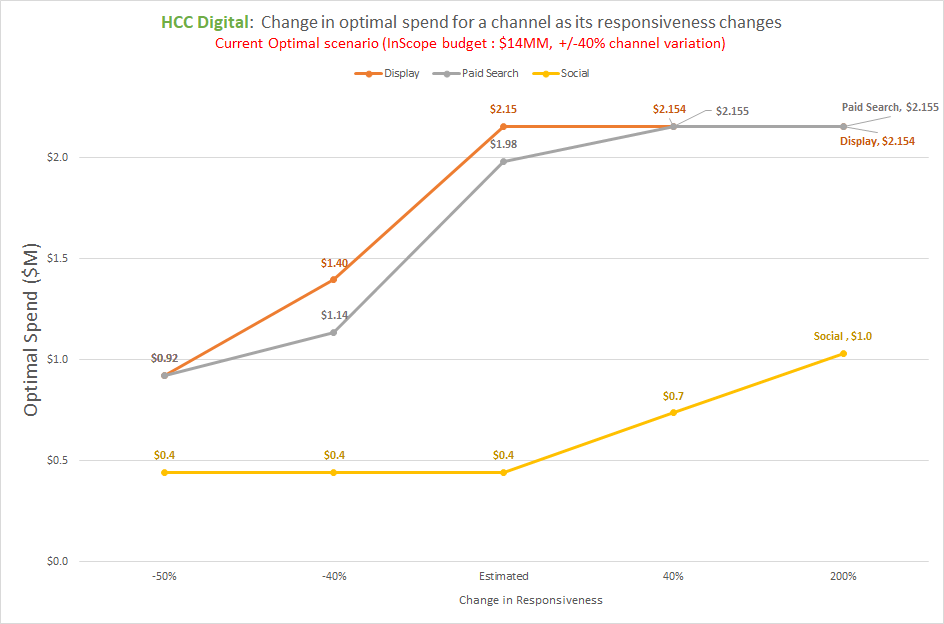 HCC Digital: Change in optimal spend for a channel as its responsiveness changes
Current Optimal scenario (InScope budget : $14MM, +/-40% channel variation)
Display Paid Search Social
$2.15
$2.154
$2.155
Paid Search, $2.155
Display, $2.154
$1.98
$2.0
$1.5
$1.40
$1.14
$1.0
$0.92
Social , $1.0
$0.7
$0.5
$0.4
$0.4
$0.4
$0.0
Optimal Spend ($M)
-50% -40% Estimated 40% 200%
Change in Responsiveness